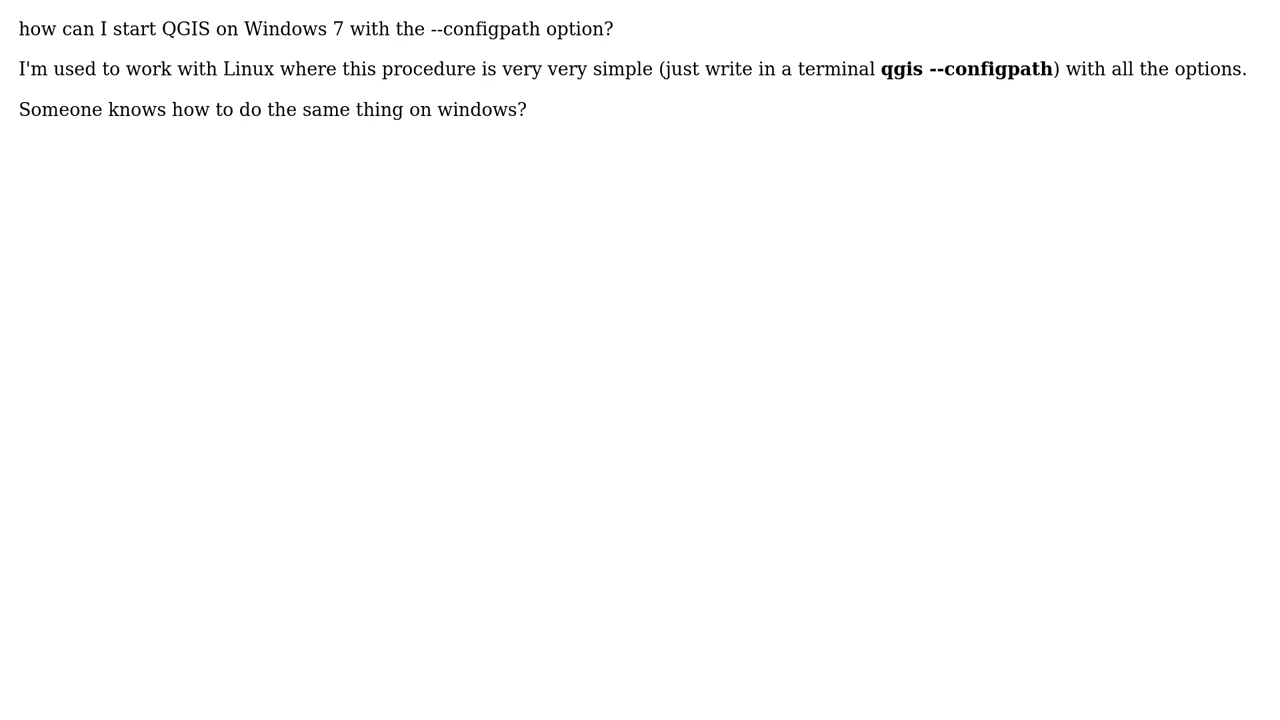 how can I start QGIS on Windows 7 with the --configpath option?
I'm used to work with Linux where this procedure is very very simple (just write in a terminal qgis --configpath) with all the options.
Someone knows how to do the same thing on windows?